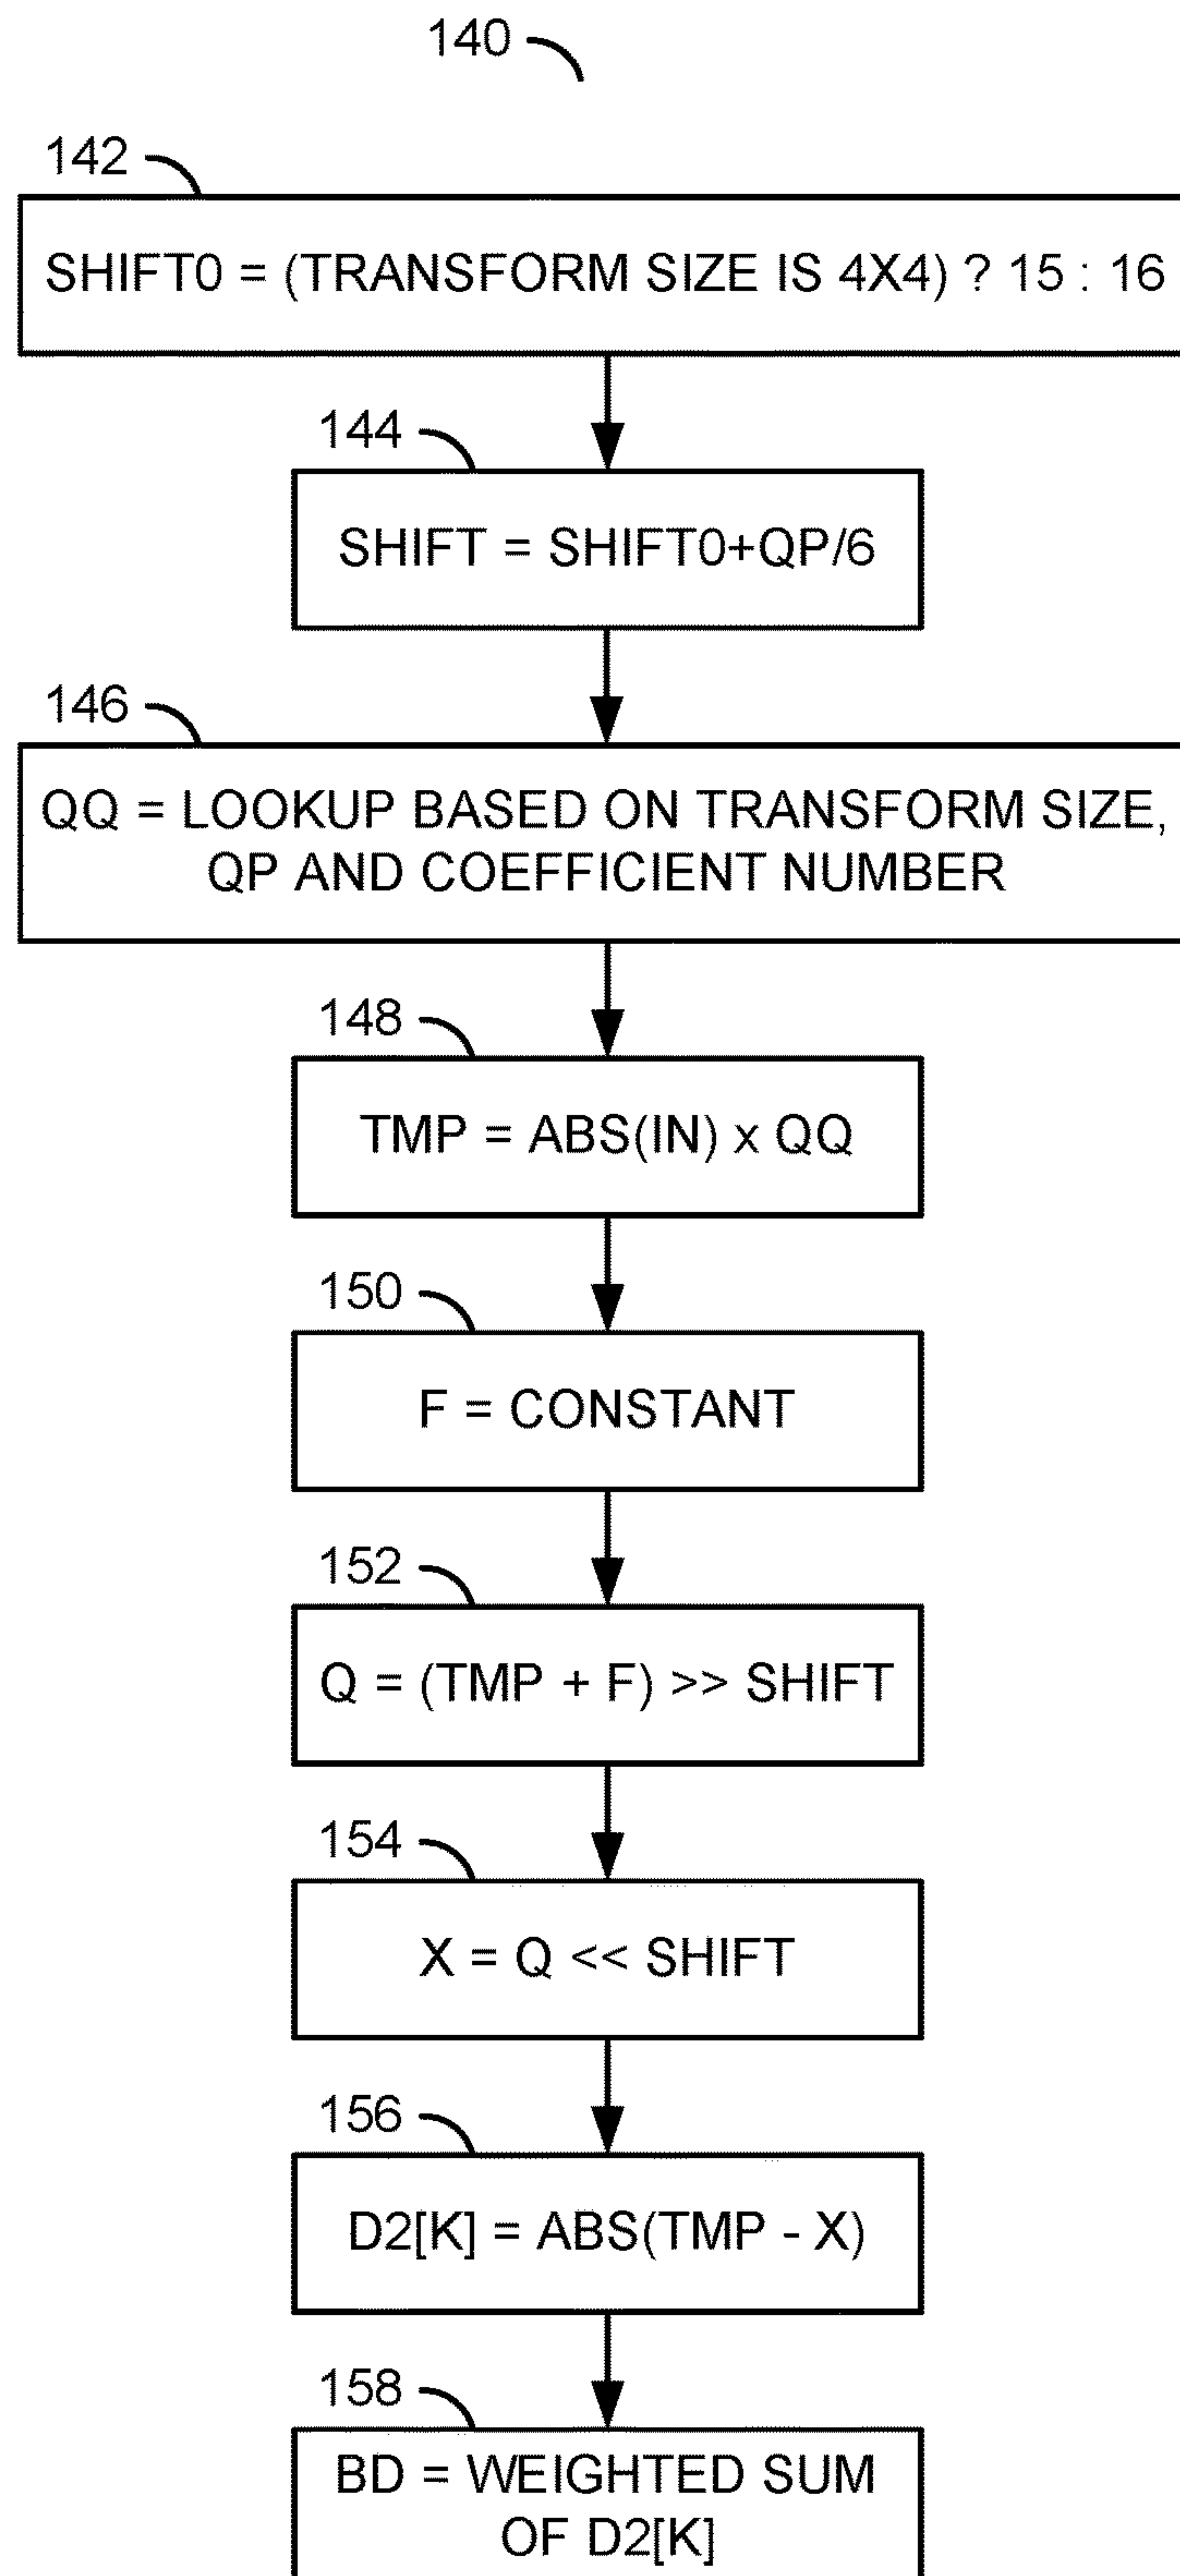 140
142
SHIFT0 = (TRANSFORM SIZE IS 4X4) ? 15 : 16
144
SHIFT = SHIFT0+QP/6
146
QQ = LOOKUP BASED ON TRANSFORM SIZE,
QP AND COEFFICIENT NUMBER
148
TMP = ABS(IN) x QQ
150
F = CONSTANT
152
Q = (TMP + F) >> SHIFT
154
X = Q << SHIFT
156
D2[K] = ABS(TMP - X)
158
BD = WEIGHTED SUM
OF D2[K]